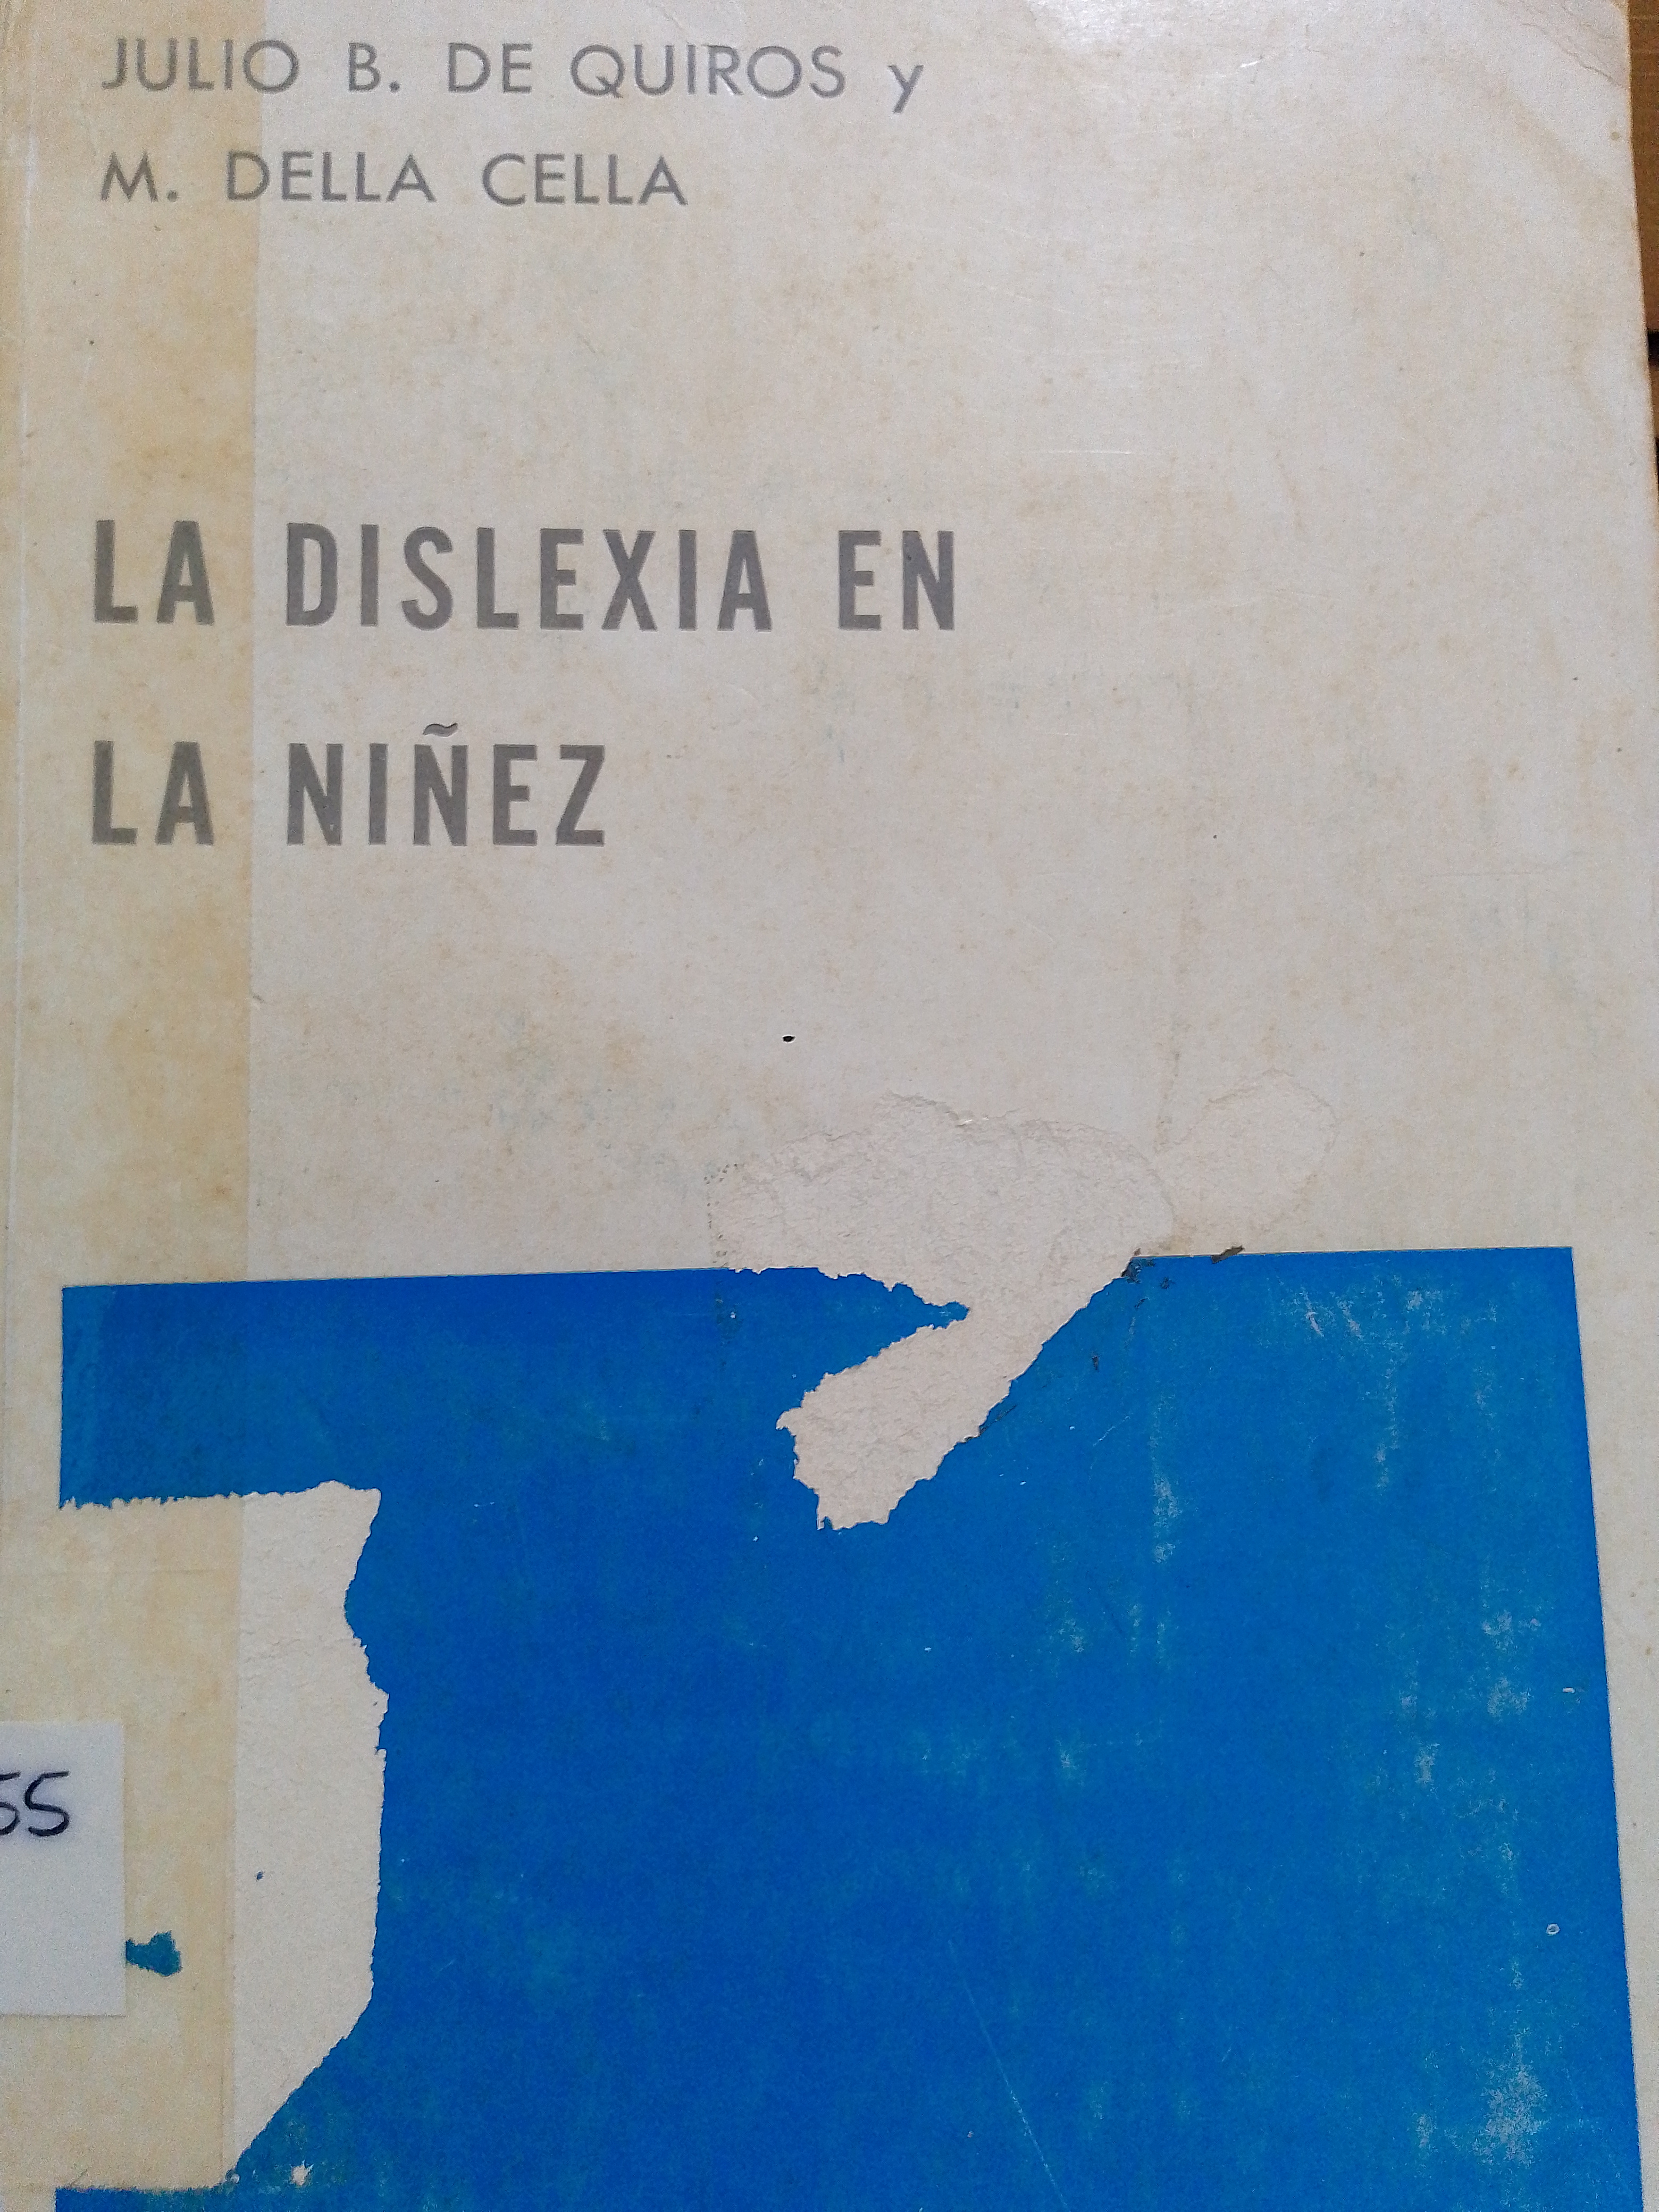 JULIO B. DE QUIROS y
M. DELLA CELLA
LA DISLEXIA EN
LA NIÑEZ
55